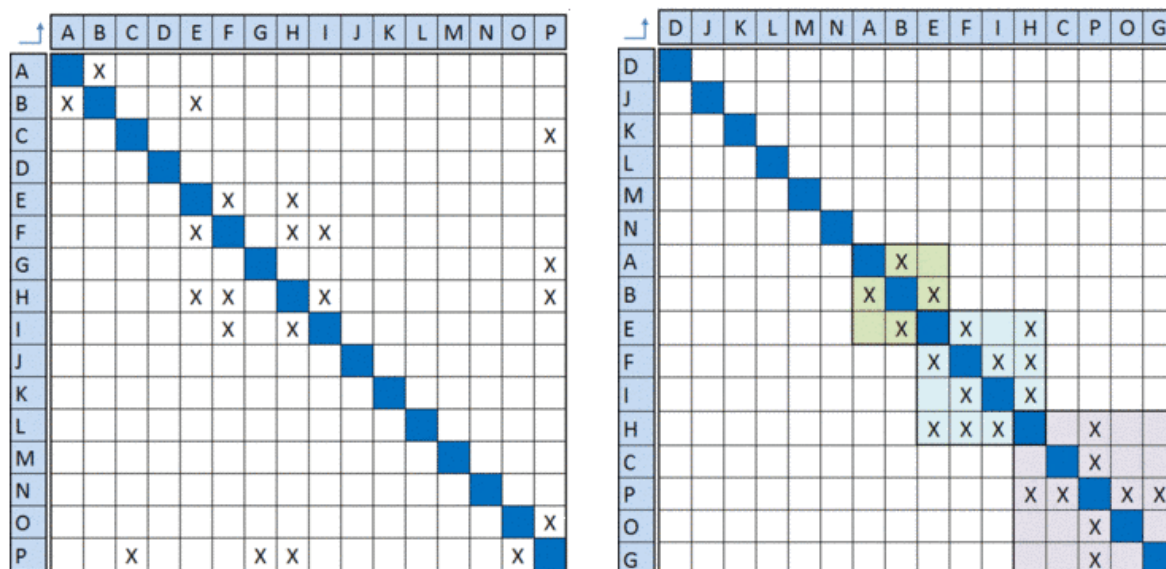 A B C D E F G H I J K L M N O P
A X
B X X
C X
D
E X X
F X X X
G X
H X X X X
I X X
J
K
L
M
N
O X
P X X X X
D J K L M N A B E F I H C P O G
D
J
K
L
M
N
A X
B X X
E X X X
F X X X
I X X
H X X X X
C X
P X X X X
O X
G X